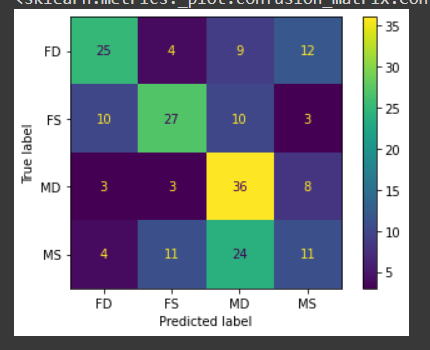 <sklearn.metrics._plot.confusion_matrix.con
FD 25 4 9 12
FS 10 27 10 3
MD 3 3 36 8
MS 4 11 24 11
FD FS MD MS
Predicted label
True label
35
30
25
20
15
10
5